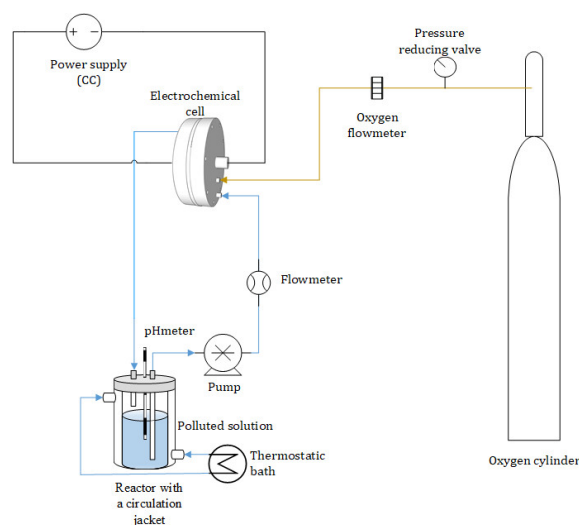 Pressure
reducing valve
Power supply
(CC)
Electrochemical
cell
Oxygen
flowmeter
Flowmeter
pHmeter
Pump
Polluted solution
Thermostatic
bath
Oxygen cylinder
Reactor with
a circulation
jacket